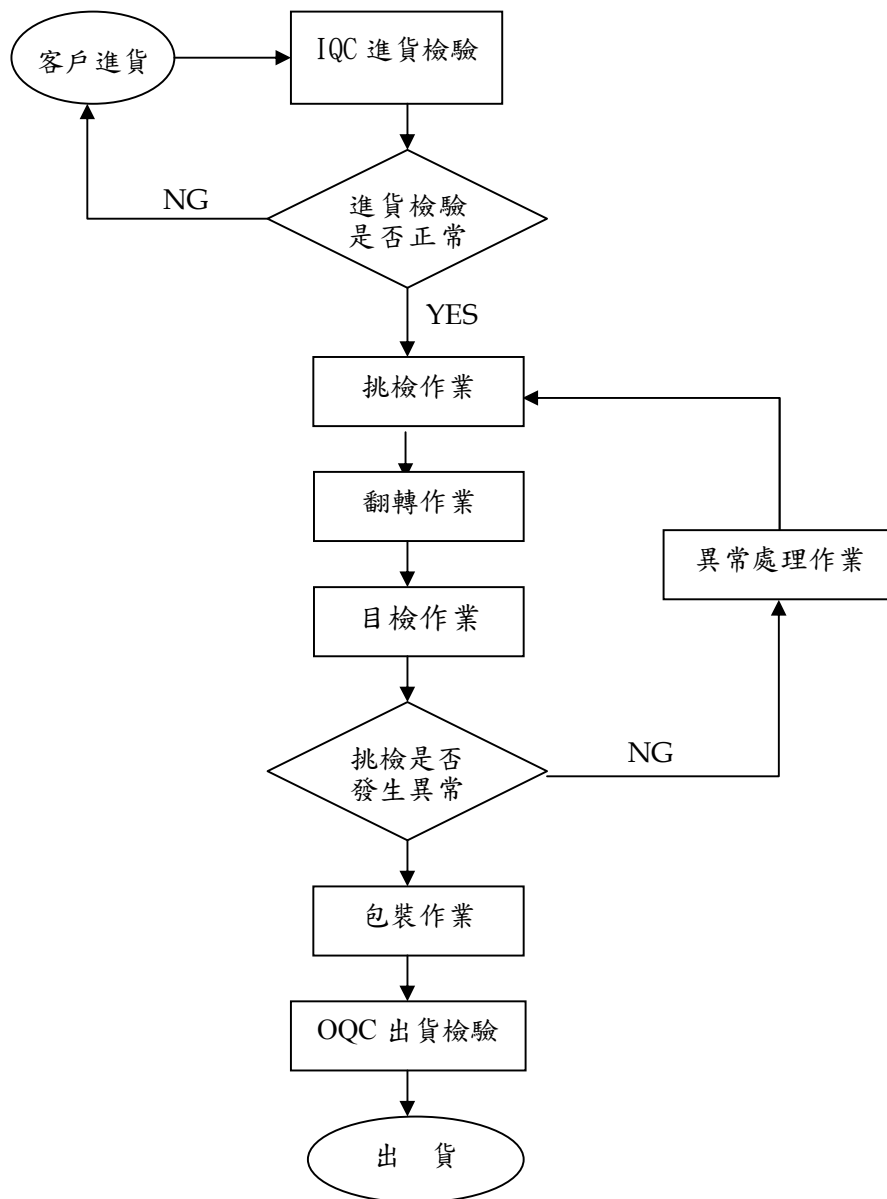 客戶進貨
IQC 進貨檢驗
NG
進貨檢驗
是否正常
YES
挑檢作業
翻轉作業
異常處理作業
目檢作業
挑檢是否
發生異常
NG
包裝作業
OQC 出貨檢驗
出　貨